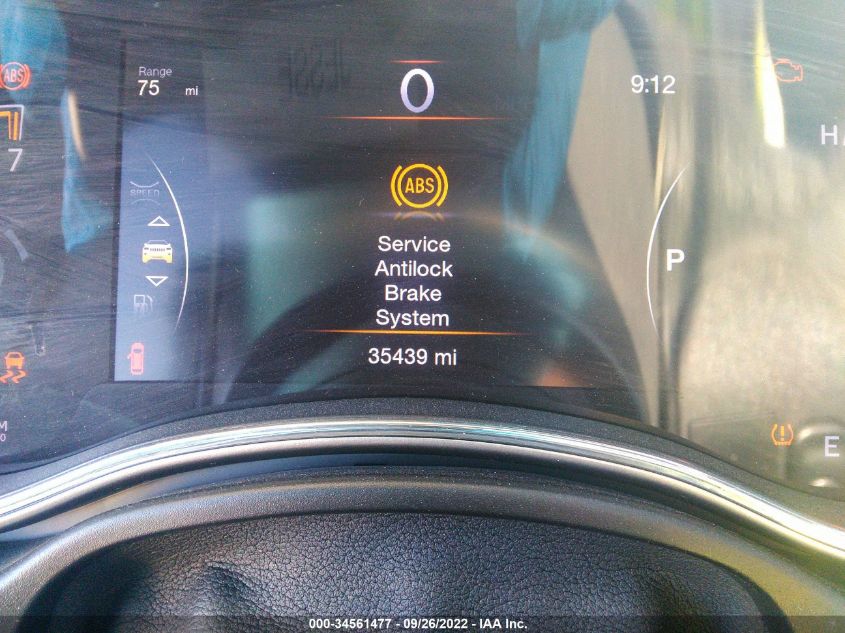 ABS
Range
75 mi
0
9:12
7
ABS
H
SPEED
Service
Antilock
Brake
System
P
35439 mi
E
000-34561477 - 09/26/2022 - IAA Inc.